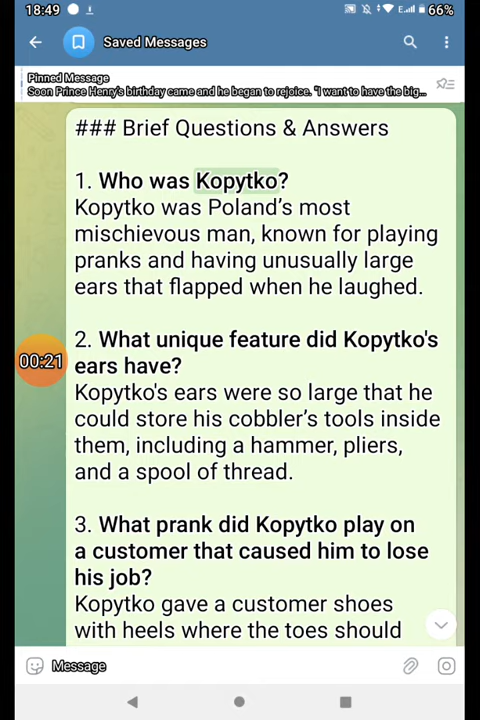 18:49
66%
Saved Messages
Pinned Message
Soon Prince Henry's birthday came and he began to rejoice. "I want to have the big...
### Brief Questions & Answers
1. Who was Kopytko?
Kopytko was Poland's most
mischievous man, known for playing
pranks and having unusually large
ears that flapped when he laughed.
00:21
2. What unique feature did Kopytko's
ears have?
Kopytko's ears were so large that he
could store his cobbler's tools inside
them, including a hammer, pliers,
and a spool of thread.
3. What prank did Kopytko play on
a customer that caused him to lose
his job?
Kopytko gave a customer shoes
with heels where the toes should
Message